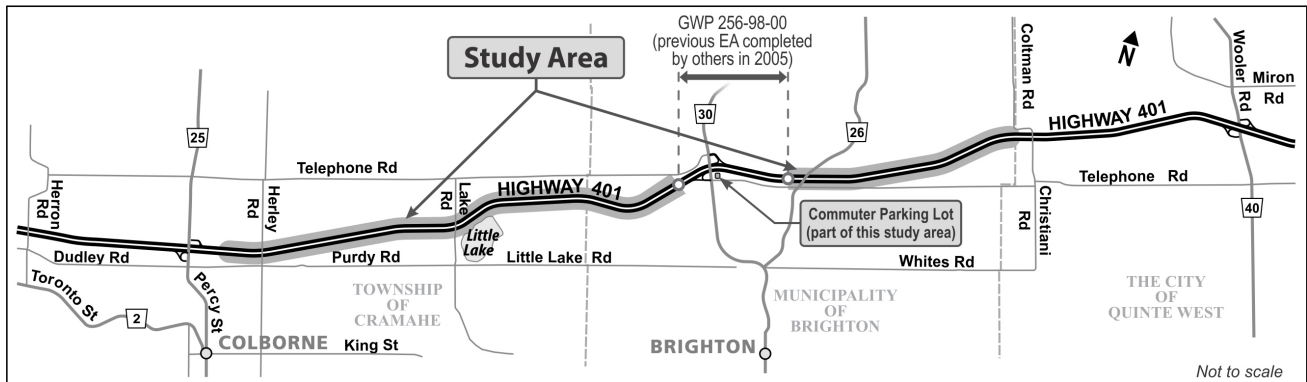 GWP 256-98-00
(previous EA completed
by others in 2005)
Study Area
N
Coltman Rd
Wooler Rd
Miron
Rd
25
30
26
HIGHWAY 401
Telephone Rd
HIGHWAY 401
Telephone Rd
Herron
Rd
Herley
Rd
Lake
Rd
Little
Lake
Commuter Parking Lot
(part of this study area)
Christiani
Rd
40
Dudley Rd
Purdy Rd
Little Lake Rd
Whites Rd
Toronto St
2
Percy St
TOWNSHIP
OF
CRAMAHE
MUNICIPALITY
OF
BRIGHTON
THE CITY
OF
QUINTE WEST
COLBORNE
King St
BRIGHTON
Not to scale